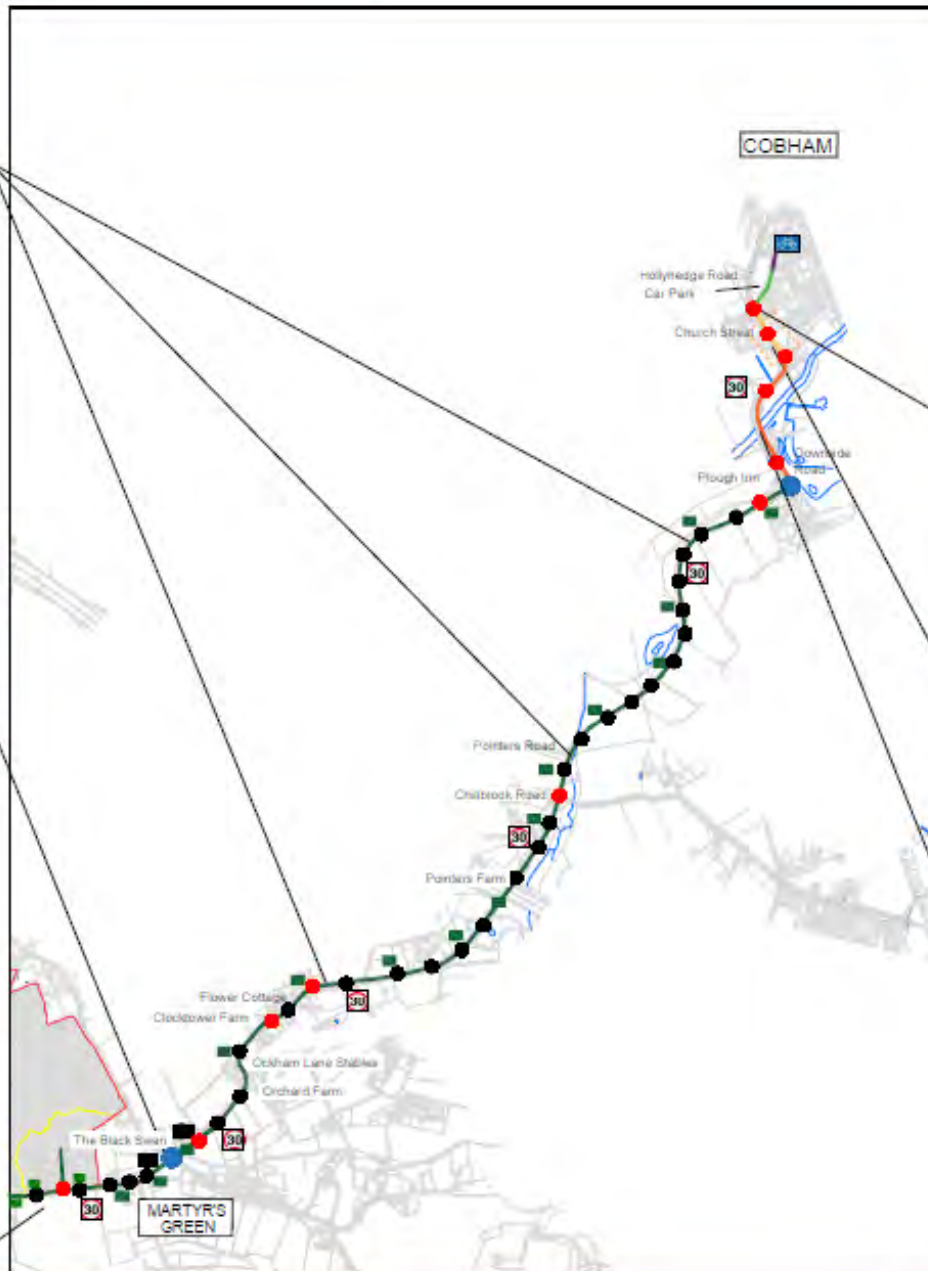 COBHAM
Hollyhedge Road
Car Park
Church Street
30
Downside
Road
Plough Inn
30
Pointers Road
Chilbrook Road
30
Pointers Farm
Flower Cottage
30
Clocktower Farm
Ockham Lane Stables
Orchard Farm
The Black Swan
30
30
MARTYR'S
GREEN